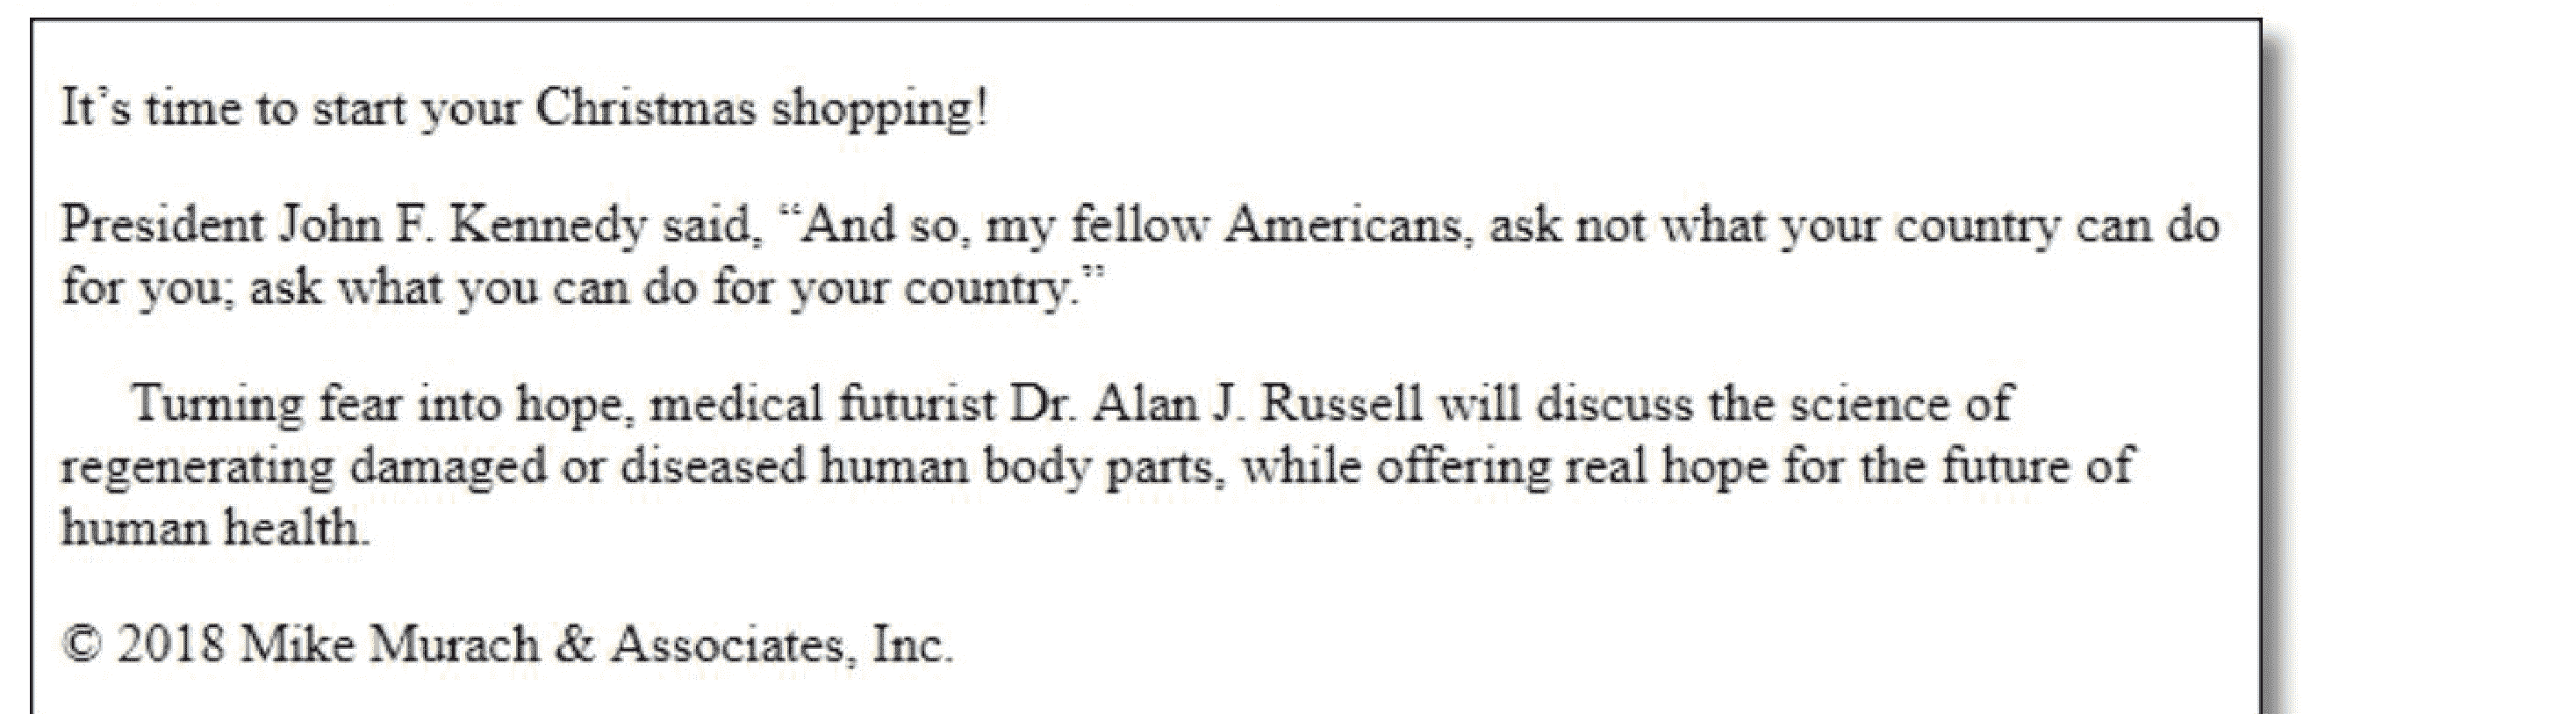 It’s time to start your Christmas shopping!
President John F. Kennedy said, “And so, my fellow Americans, ask not what your country can do
for you; ask what you can do for your country.”
Turning fear into hope, medical futurist Dr. Alan J. Russell will discuss the science of
regenerating damaged or diseased human body parts, while offering real hope for the future of
human health.
© 2018 Mike Murach & Associates, Inc.